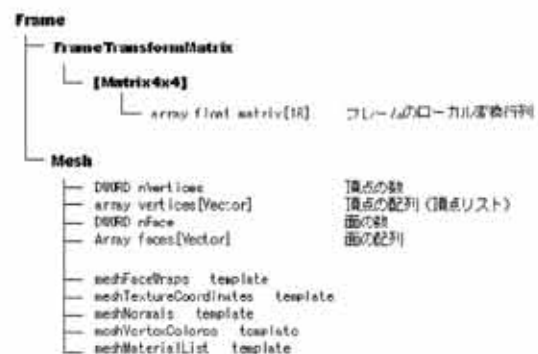 Frame
FrameTransformMatrix
[Matrix4x4]
array float matrix[16] フレームのローカル変換行列
Mesh
DWORD nVertices 頂点の数
array vertices[Vector] 頂点の配列（頂点リスト）
DWORD nFace 面の数
Array faces[Vector] 面の配列
meshFaceWraps template
meshTextureCoordinates template
meshNormals template
meshVertexColoros template
meshMaterialList template